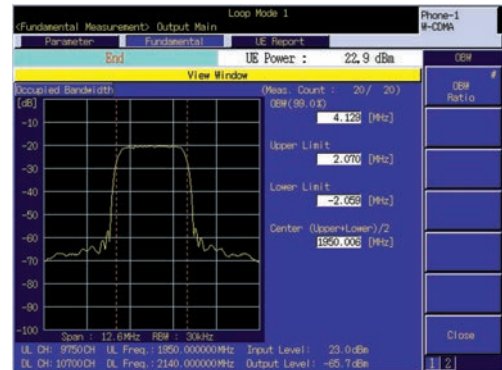 Loop Mode 1
<Fundamental Measurement> Output Main
Phone-1
W-CDMA
Parameter Fundamental UE Report
End UE Power : 22.9 dBm OBW
View Window
Occupied Bandwidth (Meas. Count : 20/ 20)
#
OBW
Ratio
[dB]
OBW(99.0%)
4.128 [MHz]
Upper Limit
2.070 [MHz]
Lower Limit
-2.058 [MHz]
Center (Upper+Lower)/2
1950.006 [MHz]
-10
-20
-30
-40
-50
-60
-70
-80
-90
-100
Span : 12.6MHz RBW : 30kHz
Close
UL CH: 9750CH UL Freq.:1950.000000MHz Input Level: 23.0dBm
DL CH: 10700CH DL Freq.:2140.000000MHz Output Level: -65.7dBm
1 2